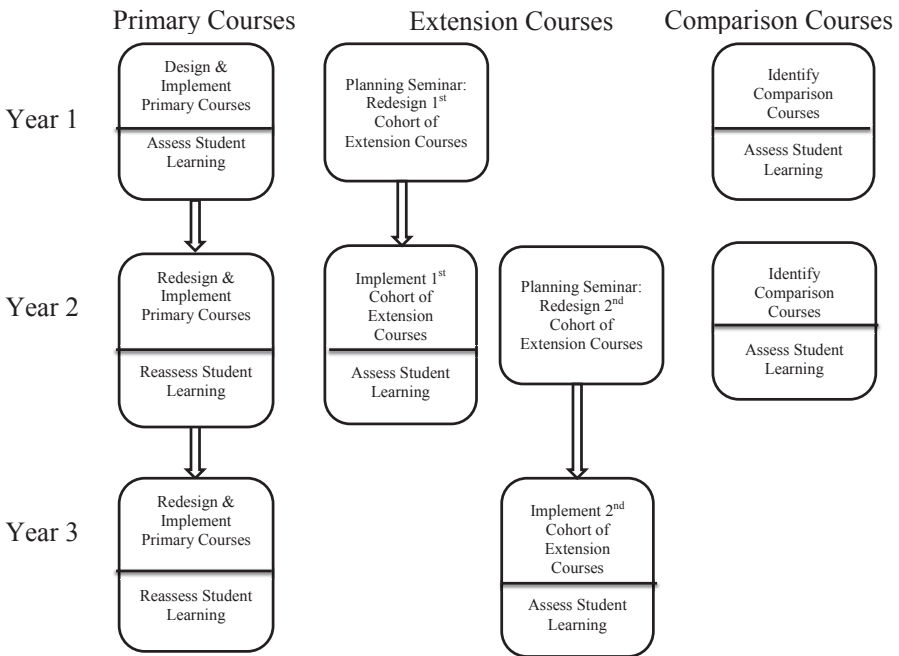 Primary Courses
Extension Courses
Comparison Courses
Year 1
Design &
Implement
Primary Courses
Assess Student
Learning
Planning Seminar:
Redesign 1st
Cohort of
Extension Courses
Identify
Comparison
Courses
Assess Student
Learning
Year 2
Redesign &
Implement
Primary Courses
Reassess Student
Learning
Implement 1st
Cohort of
Extension
Courses
Assess Student
Learning
Planning Seminar:
Redesign 2nd
Cohort of
Extension Courses
Identify
Comparison
Courses
Assess Student
Learning
Year 3
Redesign &
Implement
Primary Courses
Reassess Student
Learning
Implement 2nd
Cohort of
Extension
Courses
Assess Student
Learning